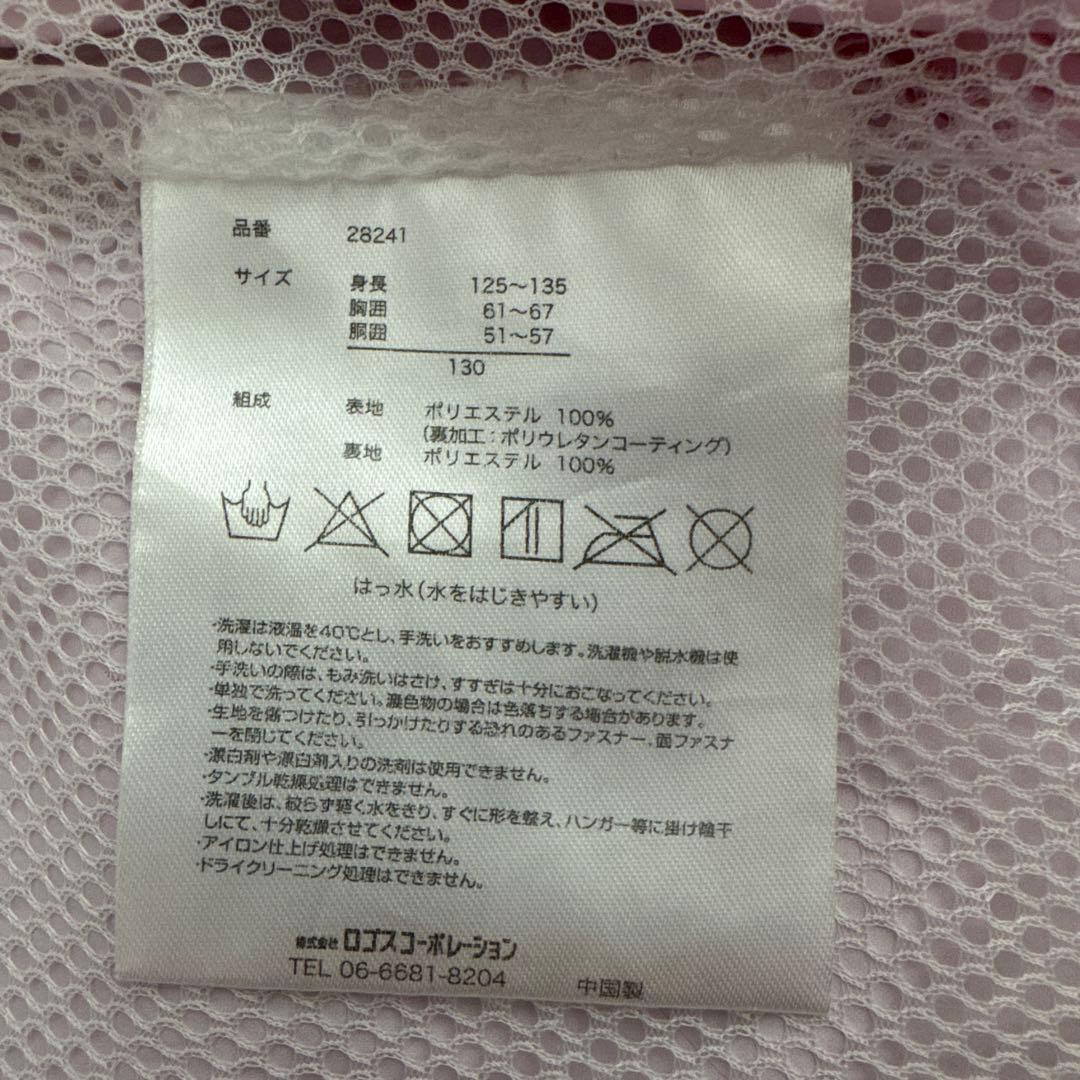 品番 28241
サイズ 身長 125～135
胸囲 61～67
胴囲 51～57
130
組成 表地 ポリエステル 100%
(裏加工：ポリウレタンコーティング)
裏地 ポリエステル 100%
はっ水(水をはじきやすい)
・洗濯は液温を40℃とし、手洗いをおすすめします。洗濯機や脱水機は使
用しないでください。
・手洗いの際は、もみ洗いはさけ、すすぎは十分におこなってください。
・単独で洗ってください。濃色物の場合は色落ちする場合があります。
・生地を傷つけたり、引っかけたりする恐れのあるファスナー、面ファスナ
ーを閉じてください。
・漂白剤や漂白剤入りの洗剤は使用できません。
・タンブル乾燥処理はできません。
・洗濯後は、絞らず軽く水をきり、すぐに形を整え、ハンガー等に掛け陰干
しにて、十分乾燥させてください。
・アイロン仕上げ処理はできません。
・ドライクリーニング処理はできません。
株式会社 ロゴスコーポレーション
TEL 06-6681-8204 中国製